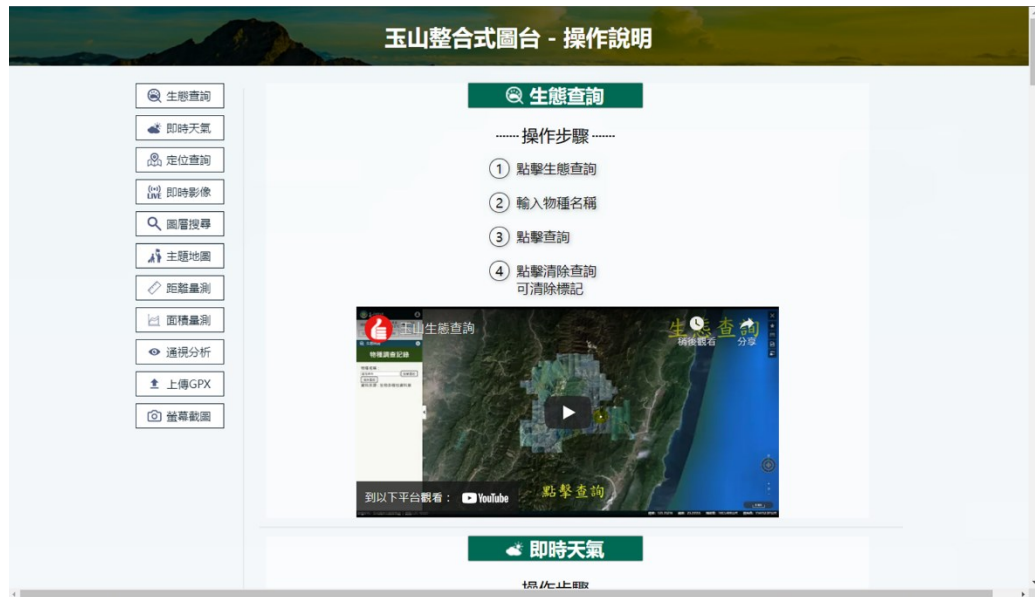 玉山整合式圖台 - 操作說明
生態查詢
即時天氣
定位查詢
LIVE 即時影像
圖層搜尋
主題地圖
距離量測
面積量測
通視分析
上傳GPX
螢幕截圖
生態查詢
操作步驟
1 點擊生態查詢
2 輸入物種名稱
3 點擊查詢
4 點擊清除查詢
可清除標記
玉山生態查詢
生態查詢
稍後觀看
分享
物種調查記錄
點擊查詢
到以下平台觀看： YouTube
即時天氣
操作步驟